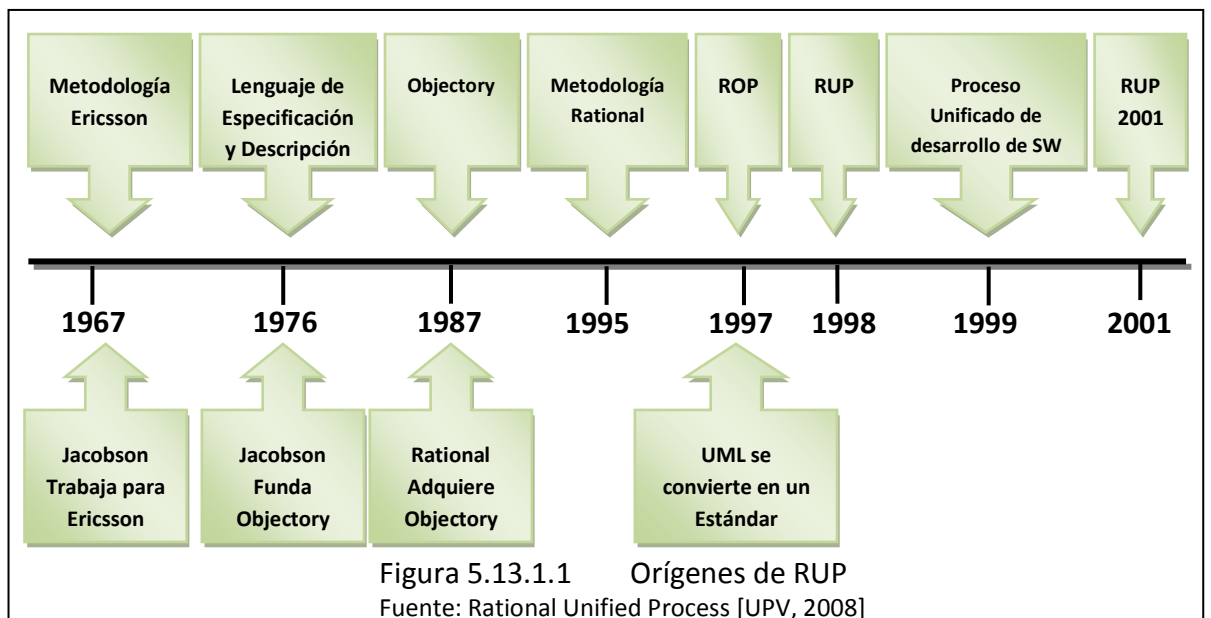 Metodología
Ericsson
Lenguaje de
Especificación
y Descripción
Objectory
Metodología
Rational
ROP
RUP
Proceso
Unificado de
desarrollo de SW
RUP
2001
1967
1976
1987
1995
1997
1998
1999
2001
Jacobson
Trabaja para
Ericsson
Jacobson
Funda
Objectory
Rational
Adquiere
Objectory
UML se
convierte en un
Estándar
Figura 5.13.1.1 Orígenes de RUP
Fuente: Rational Unified Process [UPV, 2008]